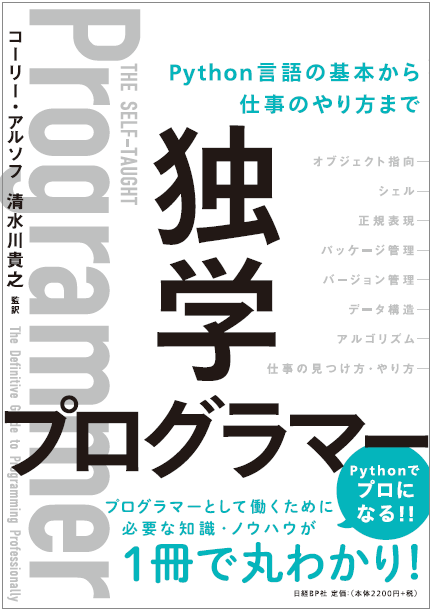 Python言語の基本から
仕事のやり方まで
THE SELF-TAUGHT
Programmer
The Definitive Guide to Programming Professionally
コーリー・アルソフ 清水川貴之 監訳
独学
プログラマー
オブジェクト指向
シェル
正規表現
パッケージ管理
バージョン管理
データ構造
アルゴリズム
仕事の見つけ方・やり方
Pythonで
プロに
なる!!
プログラマーとして働くために
必要な知識・ノウハウが
1冊で丸わかり!
日経BP社 定価:(本体2200円+税)